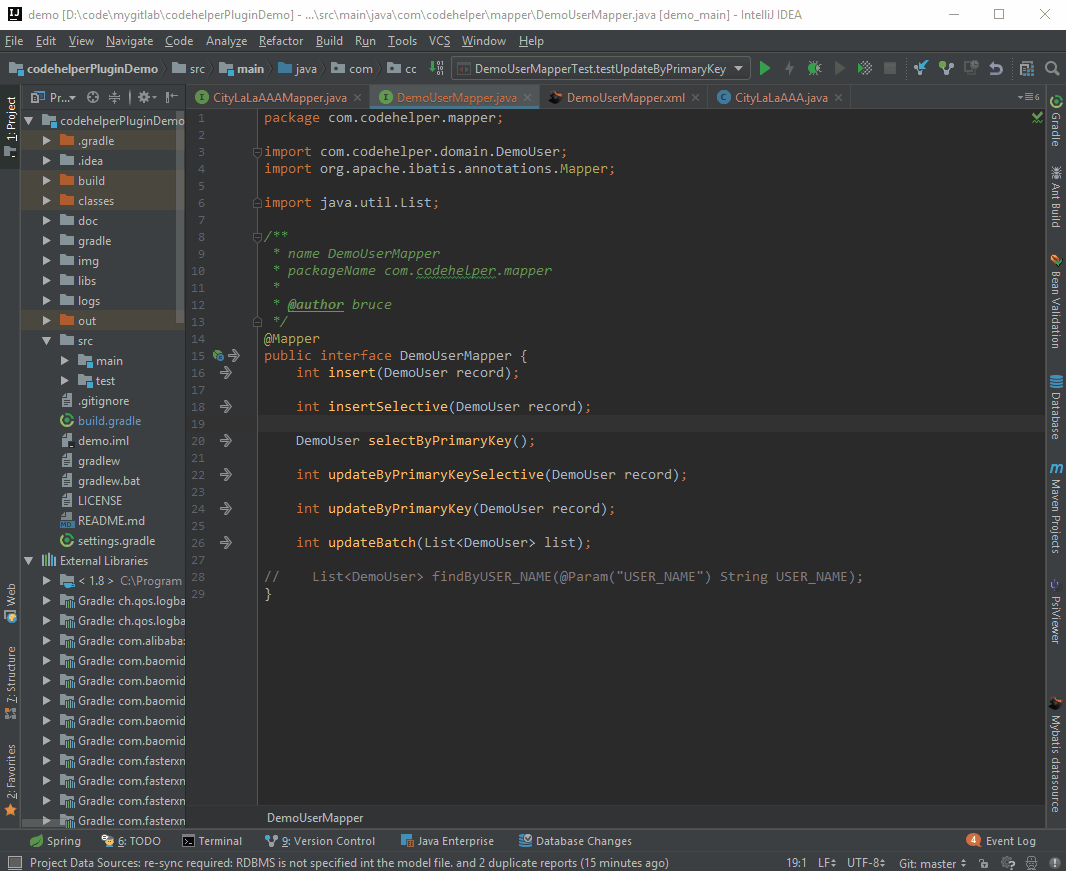 demo [D:\code\mygitlab\codehelperPluginDemo] - ...\src\main\java\com\codehelper\mapper\DemoUserMapper.java [demo_main] - IntelliJ IDEA
File Edit View Navigate Code Analyze Refactor Build Run Tools VCS Window Help
codehelperPluginDemo src main java com cc DemoUserMapperTest.testUpdateByPrimaryKey
Pr... CityLaLaAAAMapper.java DemoUserMapper.java DemoUserMapper.xml CityLaLaAAA.java 6
1: Project
Web
7: Structure
2: Favorites
codehelperPluginDemo
.gradle
.idea
build
classes
doc
gradle
img
libs
logs
out
src
main
test
.gitignore
build.gradle
demo.iml
gradlew
gradlew.bat
LICENSE
README.md
settings.gradle
External Libraries
< 1.8 > C:\Program
Gradle: ch.qos.logba
Gradle: ch.qos.logba
Gradle: com.alibaba:
Gradle: com.baomid
Gradle: com.baomid
Gradle: com.baomid
Gradle: com.baomid
Gradle: com.baomid
Gradle: com.fasterxn
Gradle: com.fasterxn
Gradle: com.fasterxn
Gradle: com.fasterxn
1 package com.codehelper.mapper;
2
3 import com.codehelper.domain.DemoUser;
4 import org.apache.ibatis.annotations.Mapper;
5
6 import java.util.List;
7
8 /**
9 * name DemoUserMapper
10 * packageName com.codehelper.mapper
11 *
12 * @author bruce
13 */
14 @Mapper
15 public interface DemoUserMapper {
16 int insert(DemoUser record);
17
18 int insertSelective(DemoUser record);
19
20 DemoUser selectByPrimaryKey();
21
22 int updateByPrimaryKeySelective(DemoUser record);
23
24 int updateByPrimaryKey(DemoUser record);
25
26 int updateBatch(List<DemoUser> list);
27
28 // List<DemoUser> findByUSER_NAME(@Param("USER_NAME") String USER_NAME);
29 }
DemoUserMapper
Gradle
Ant Build
Bean Validation
Database
Maven Projects
PsiViewer
Mybatis datasource
Spring 6: TODO Terminal 9: Version Control Java Enterprise Database Changes 4 Event Log
Project Data Sources: re-sync required: RDBMS is not specified int the model file. and 2 duplicate reports (15 minutes ago) 19:1 LF UTF-8 Git: master